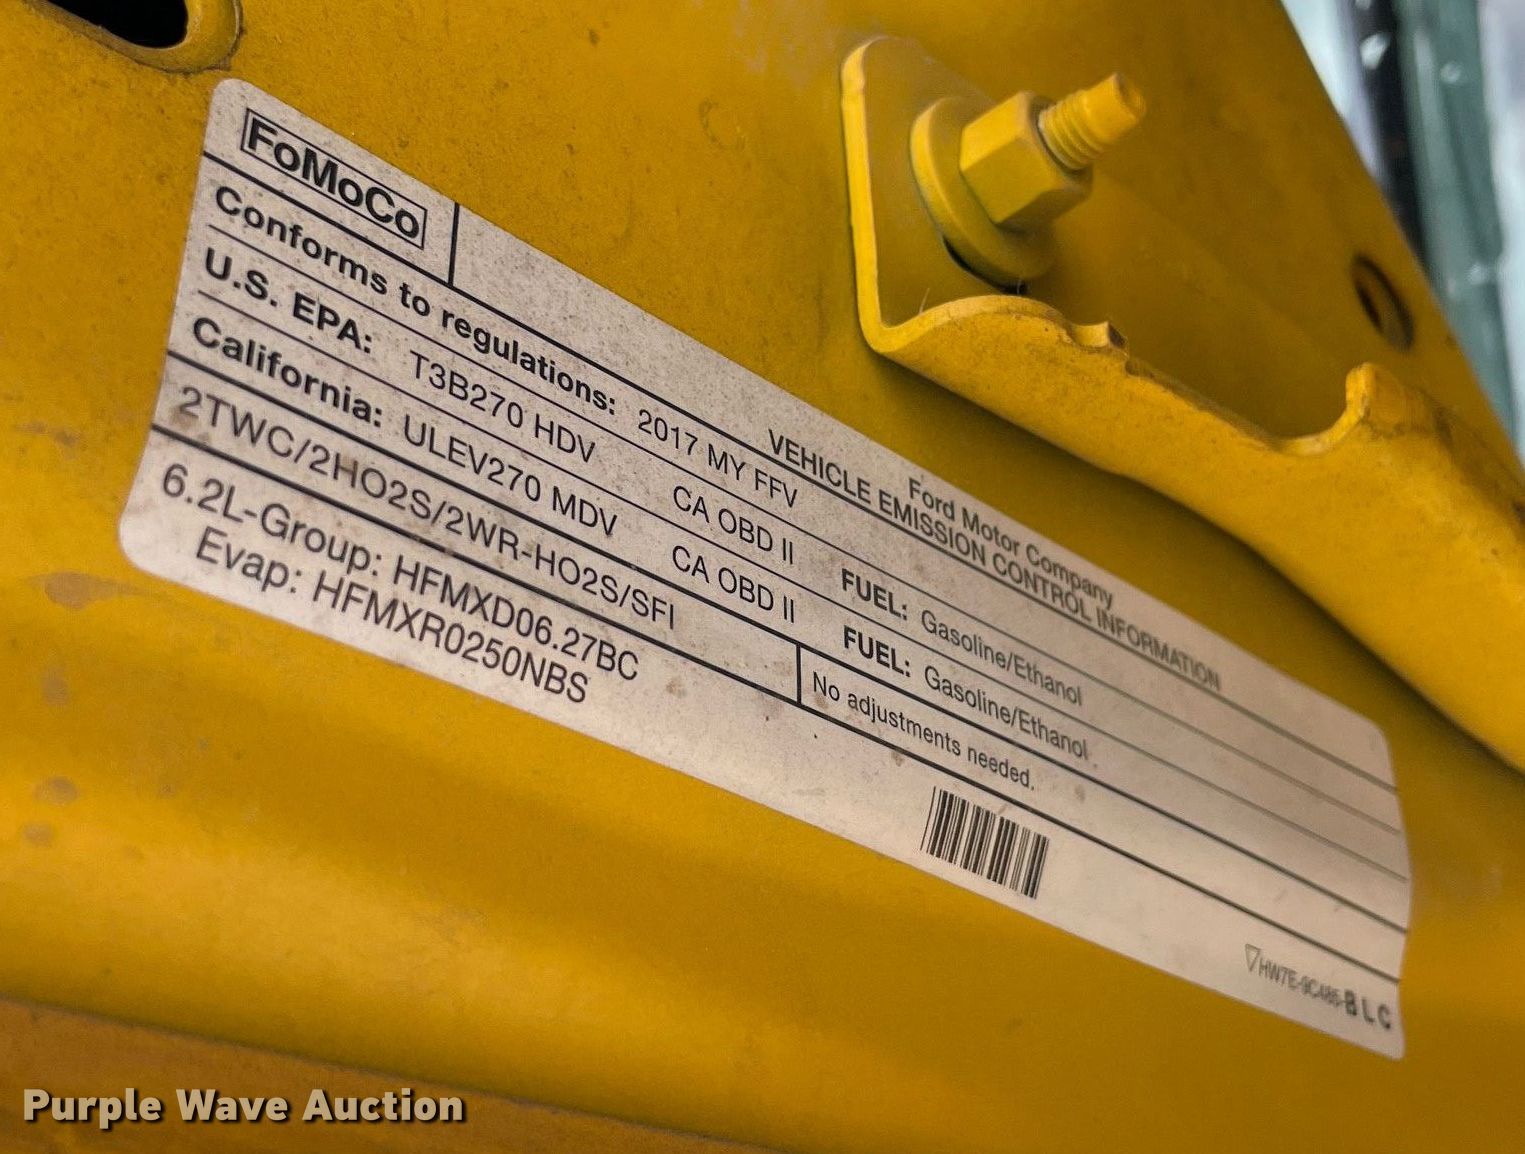 FoMoCo
Ford Motor Company
VEHICLE EMISSION CONTROL INFORMATION
Conforms to regulations: 2017 MY FFV
U.S. EPA: T3B270 HDV CA OBD II FUEL: Gasoline/Ethanol
California: ULEV270 MDV CA OBD II FUEL: Gasoline/Ethanol
2TWC/2HO2S/2WR-HO2S/SFI No adjustments needed.
6.2L-Group: HFMXD06.27BC
Evap: HFMXR0250NBS
HW7E-9C485-BLC
Purple Wave Auction